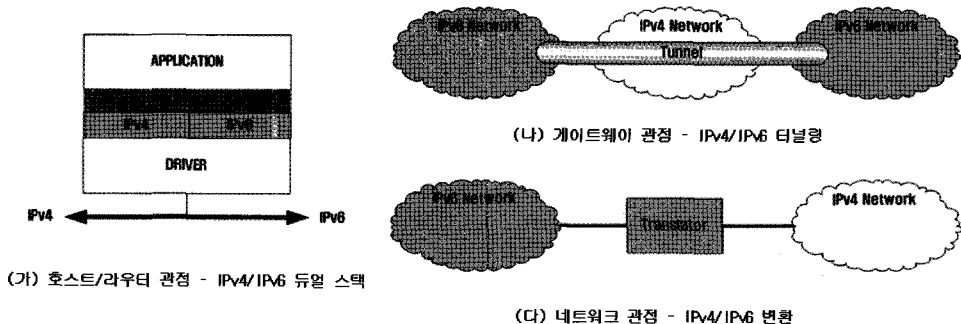 APPLICATION
IPv4
IPv6
DRIVER
IPv4
IPv6
(가) 호스트/라우터 관점 - IPv4/IPv6 듀얼 스택
IPv6 Network
IPv4 Network
IPv6 Network
Tunnel
(나) 게이트웨이 관점 - IPv4/IPv6 터널링
IPv6 Network
Translator
IPv4 Network
(다) 네트워크 관점 - IPv4/IPv6 변환